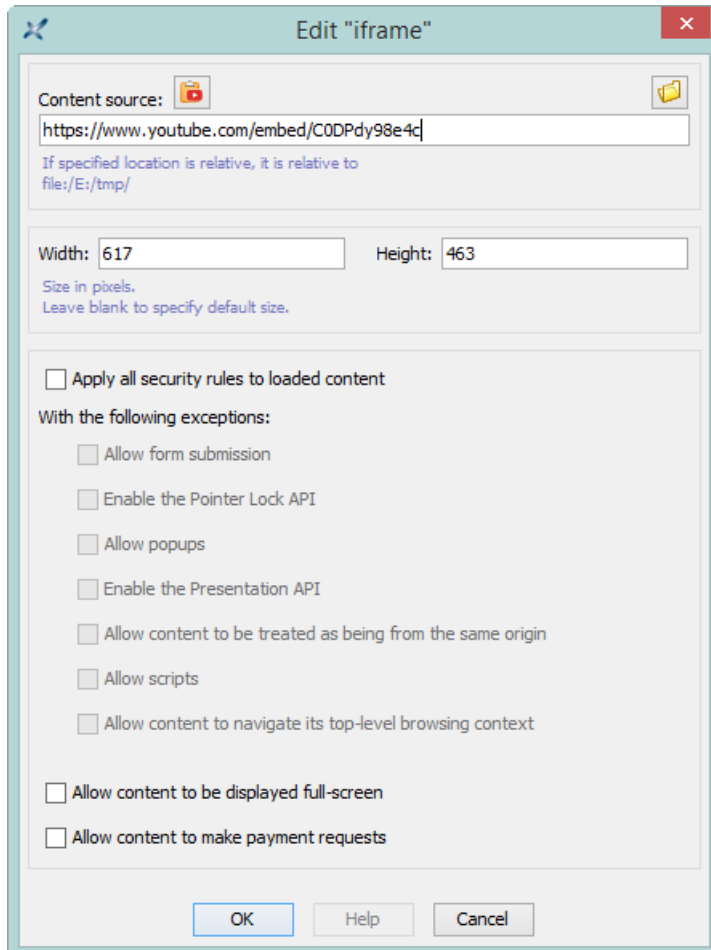 Edit "iframe"
Content source:
https://www.youtube.com/embed/C0DPdy98e4c
If specified location is relative, it is relative to
file:/E:/tmp/
Width: 617 Height: 463
Size in pixels.
Leave blank to specify default size.
Apply all security rules to loaded content
With the following exceptions:
Allow form submission
Enable the Pointer Lock API
Allow popups
Enable the Presentation API
Allow content to be treated as being from the same origin
Allow scripts
Allow content to navigate its top-level browsing context
Allow content to be displayed full-screen
Allow content to make payment requests
OK Help Cancel